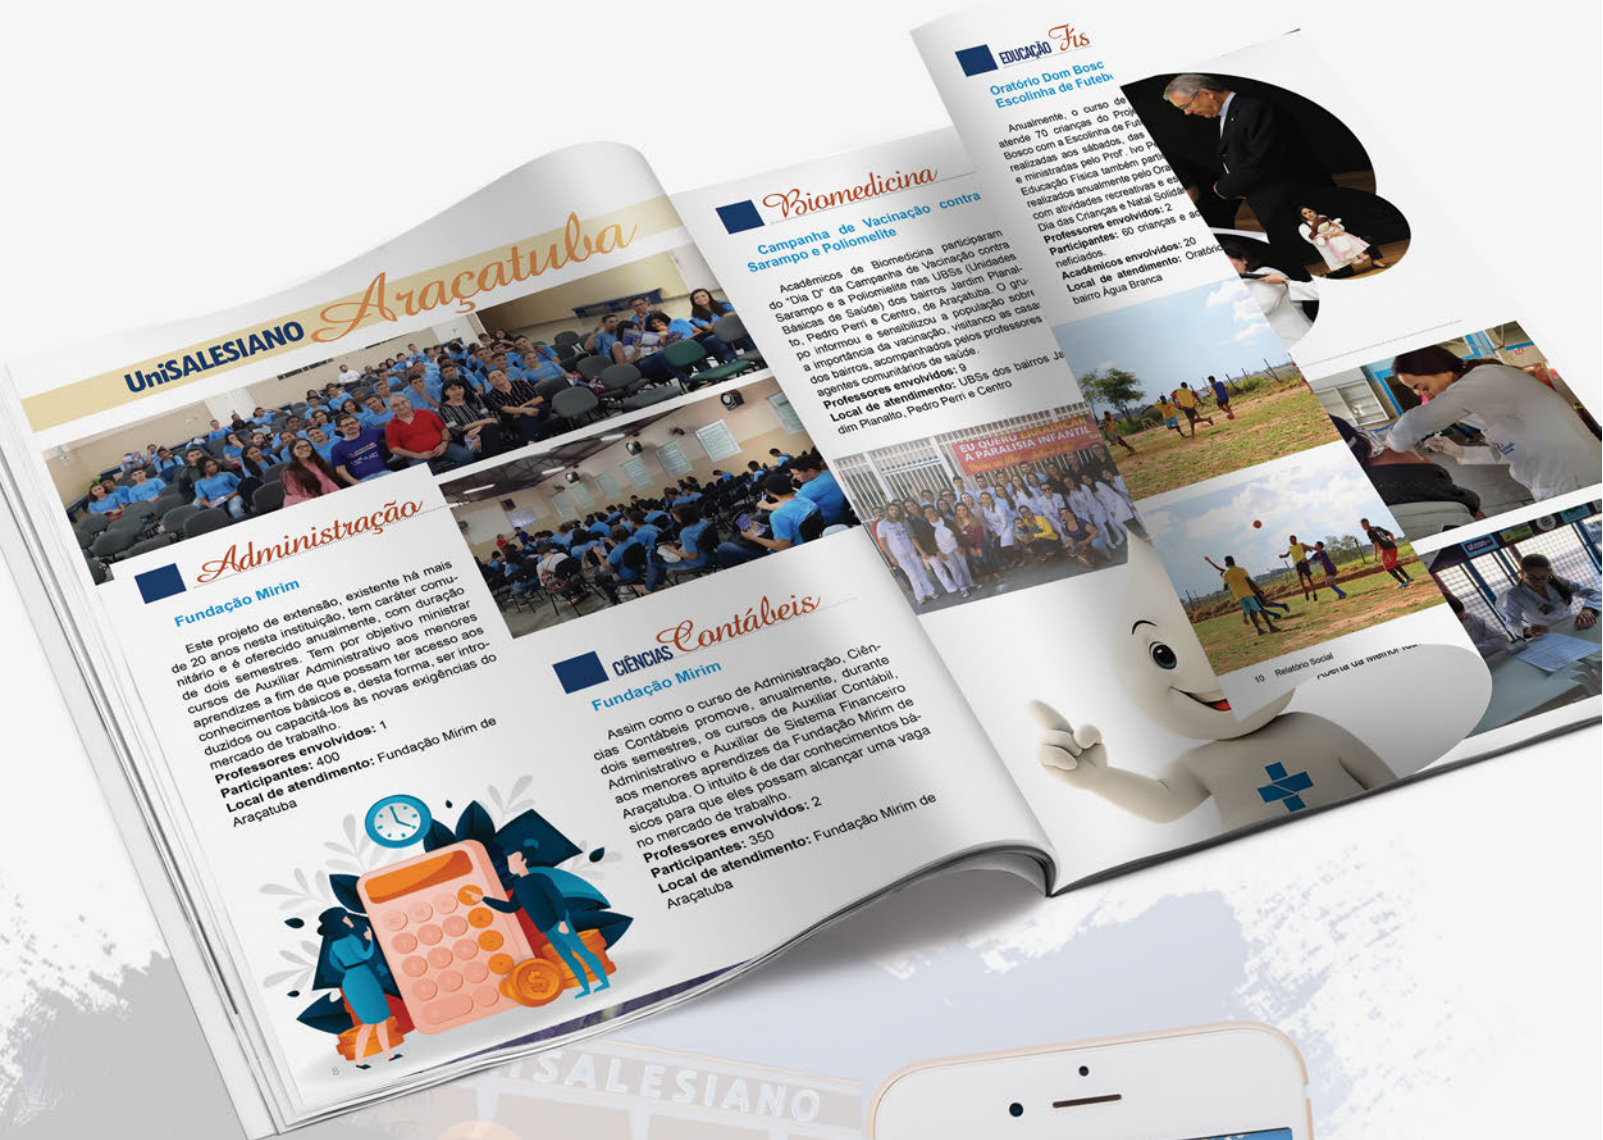 UniSALESIANO Araçatuba
Administração
Fundação Mirim
Este projeto de extensão, existente há mais
de 20 anos nesta instituição, tem caráter comu-
nitário e é oferecido anualmente, com duração
de dois semestres. Tem por objetivo ministrar
cursos de Auxiliar Administrativo aos menores
aprendizes a fim de que possam ter acesso aos
conhecimentos básicos e, desta forma, ser intro-
duzidos ou capacitá-los às novas exigências do
mercado de trabalho.
Professores envolvidos: 1
Participantes: 400
Local de atendimento: Fundação Mirim de
Araçatuba
8
CIÊNCIAS Contábeis
Fundação Mirim
Assim como o curso de Administração, Ciên-
cias Contábeis promove, anualmente, durante
dois semestres, os cursos de Auxiliar Contábil,
Administrativo e Auxiliar de Sistema Financeiro
aos menores aprendizes da Fundação Mirim de
Araçatuba. O intuito é de dar conhecimentos bá-
sicos para que eles possam alcançar uma vaga
no mercado de trabalho.
Professores envolvidos: 2
Participantes: 350
Local de atendimento: Fundação Mirim de
Araçatuba
Biomedicina
Campanha de Vacinação contra
Sarampo e Poliomelite
Acadêmicos de Biomedicina participaram
do "Dia D" da Campanha de Vacinação contra
Sarampo e a Poliomielite nas UBSs (Unidades
Básicas de Saúde) dos bairros Jardim Planal-
to, Pedro Perri e Centro, de Araçatuba. O gru-
po informou e sensibilizou a população sobre
a importância da vacinação, visitanco as casas
dos bairros, acompanhados pelos professores
agentes comunitários de saúde.
Professores envolvidos: 9
Local de atendimento: UBSs dos bairros Ja
dim Planalto, Pedro Perri e Centro
EU QUERO ERRADICAR
A PARALISIA INFANTIL
EDUCAÇÃO Fís
Oratório Dom Bosc
Escolinha de Futeb
Anualmente, o curso de
atende 70 crianças do Proj
Bosco com a Escolinha de Fut
realizadas aos sábados, das
e ministradas pelo Prof. Ivo P
Educação Física também parti
realizados anualmente pelo Ora
com atividades recreativas e es
Dia das Crianças e Natal Solidá
Professores envolvidos: 2
Participantes: 60 crianças e ac
neficiados.
Acadêmicos envolvidos: 20
Local de atendimento: Oratório
bairro Água Branca
10 Relatório Social
SALESIANO